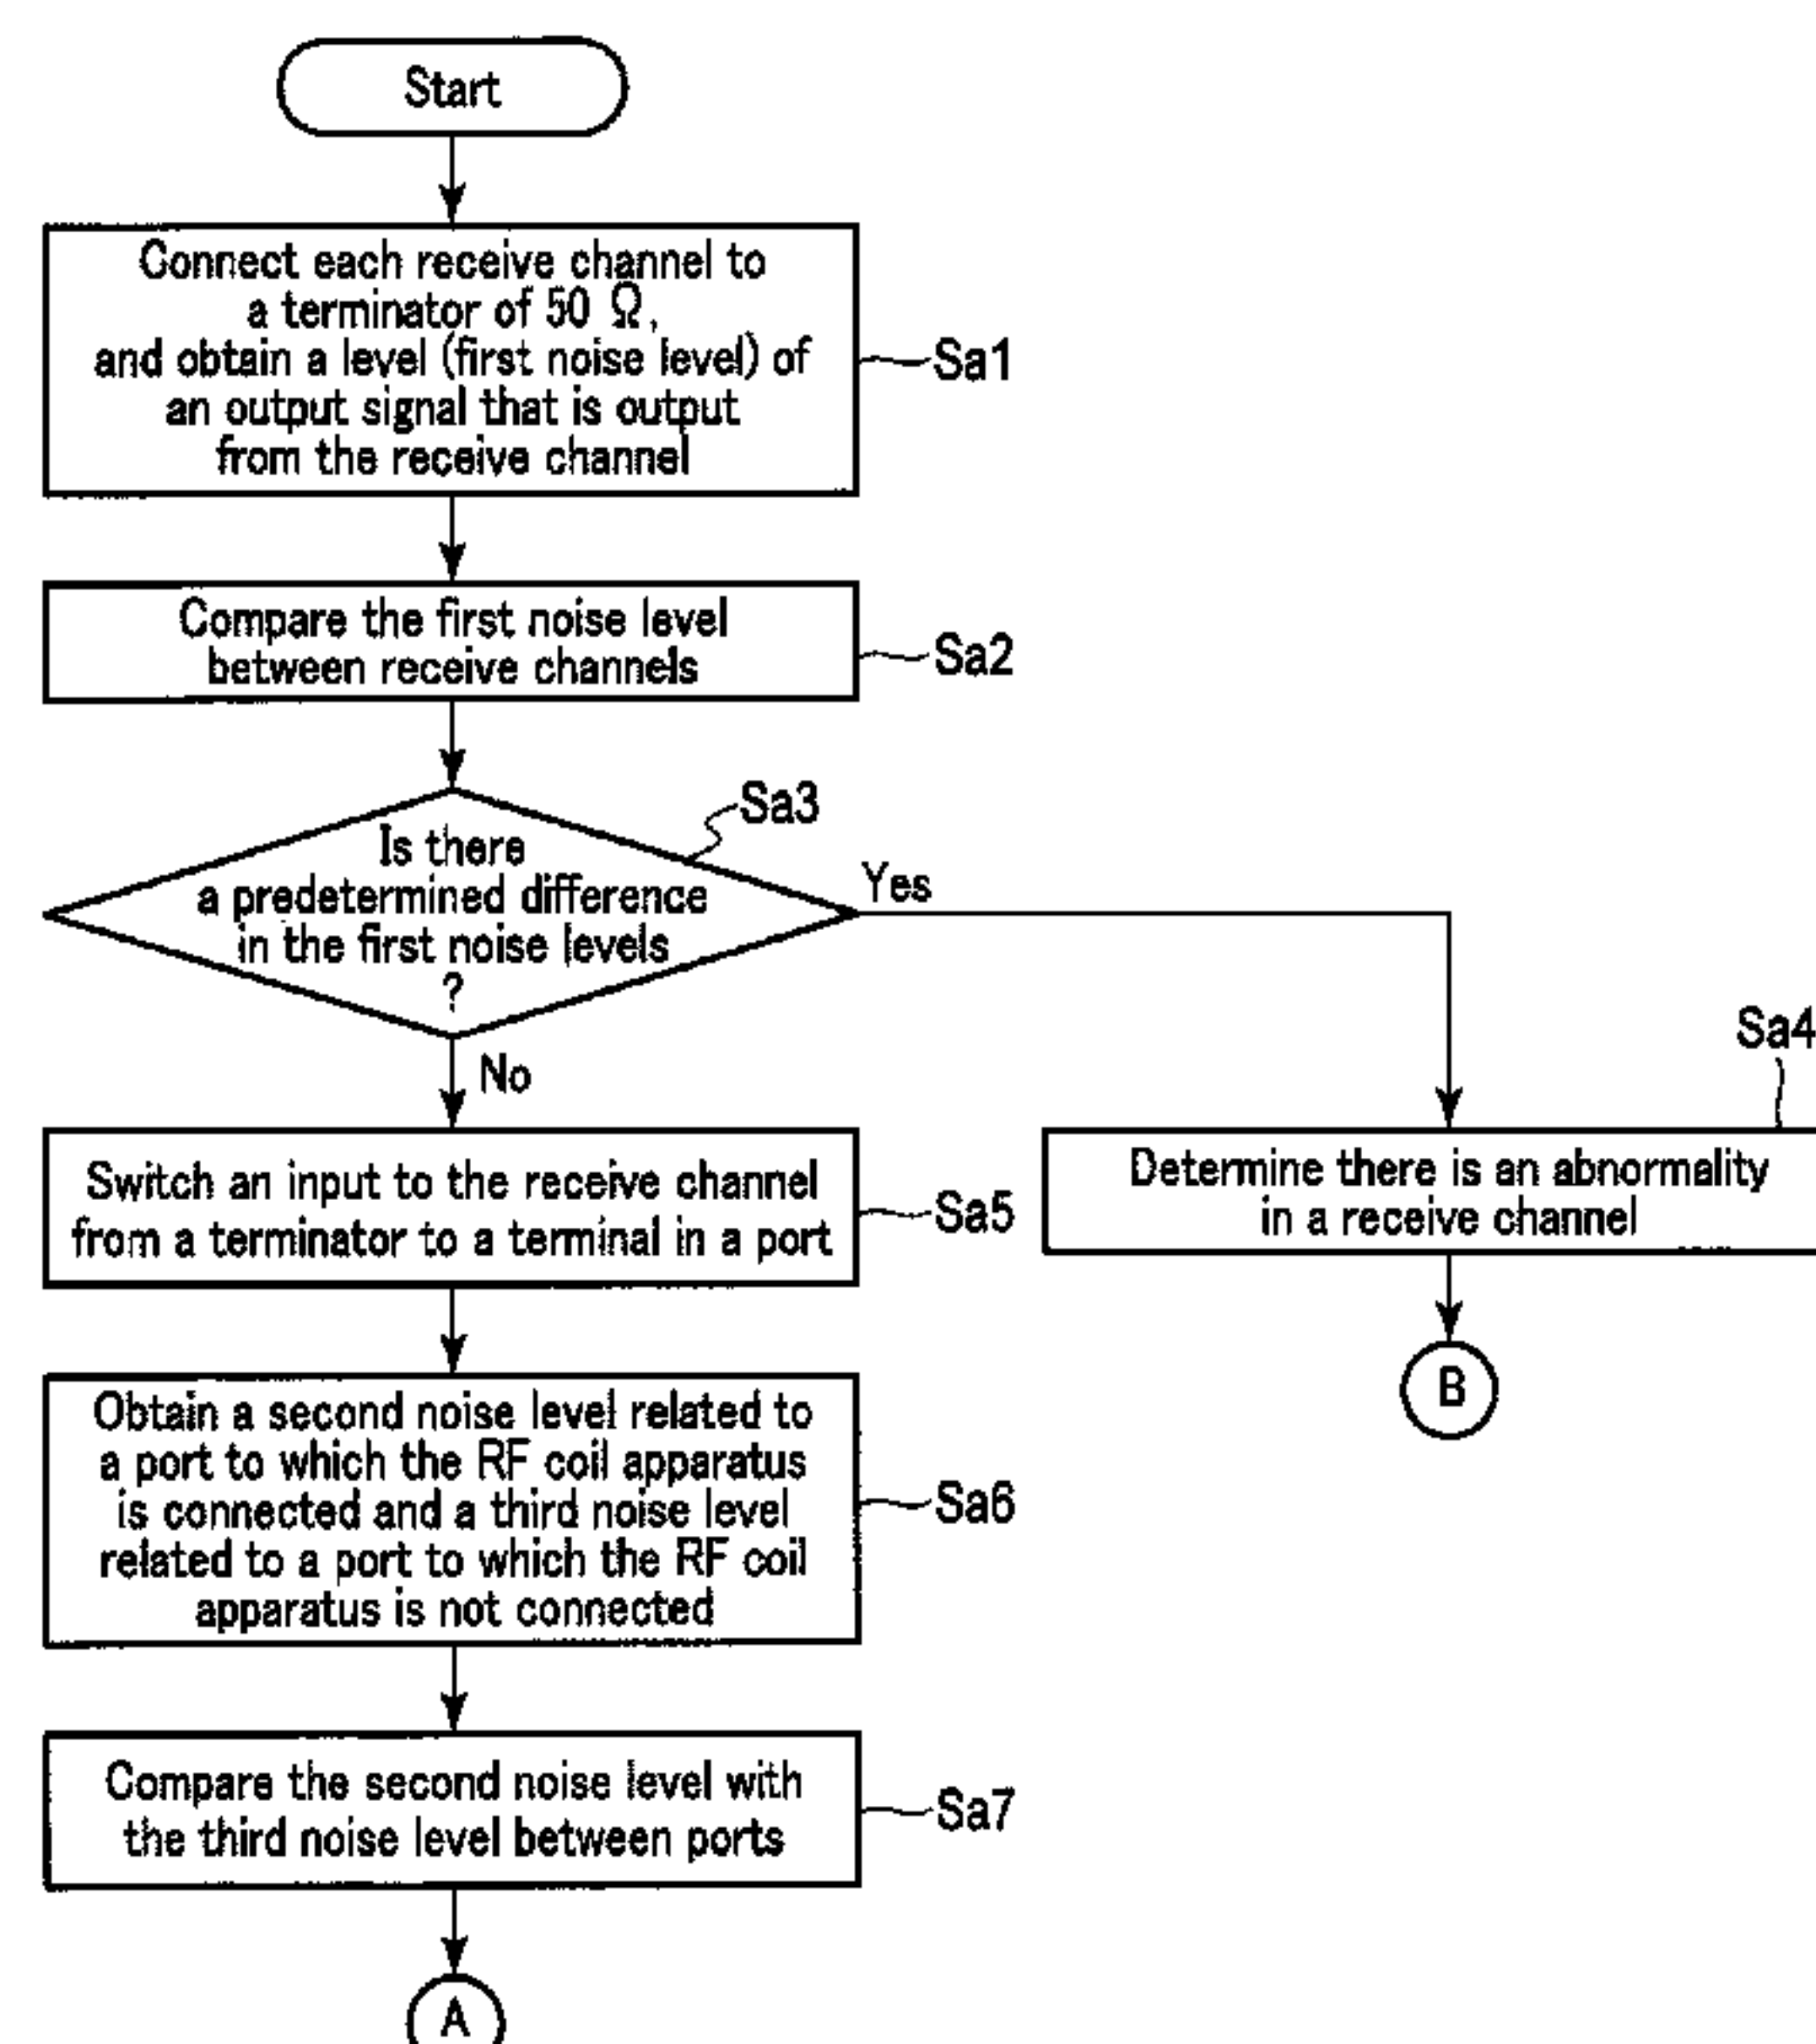 Start
Connect each receive channel to
a terminator of 50 Ω,
and obtain a level (first noise level) of
an output signal that is output
from the receive channel
Sa1
Compare the first noise level
between receive channels
Sa2
Sa3
Is there
a predetermined difference
in the first noise levels
?
Yes
No
Sa4
Switch an input to the receive channel
from a terminator to a terminal in a port
Sa5
Determine there is an abnormality
in a receive channel
B
Obtain a second noise level related to
a port to which the RF coil apparatus
is connected and a third noise level
related to a port to which the RF coil
apparatus is not connected
Sa6
Compare the second noise level with
the third noise level between ports
Sa7
A